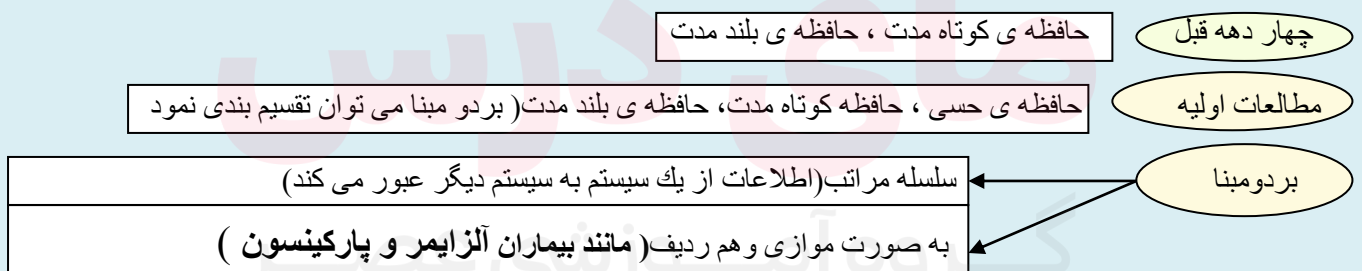 چهار دهه قبل
حافظه ی کوتاه مدت ، حافظه ی بلند مدت
مطالعات اولیه
حافظه ی حسی ، حافظه کوتاه مدت، حافظه ی بلند مدت( بردو مبنا می توان تقسیم بندی نمود
بردومبنا
سلسله مراتب(اطلاعات از یك سیستم به سیستم دیگر عبور می کند)
به صورت موازی وهم ردیف( مانند بیماران آلزایمر و پارکینسون )
مای درس